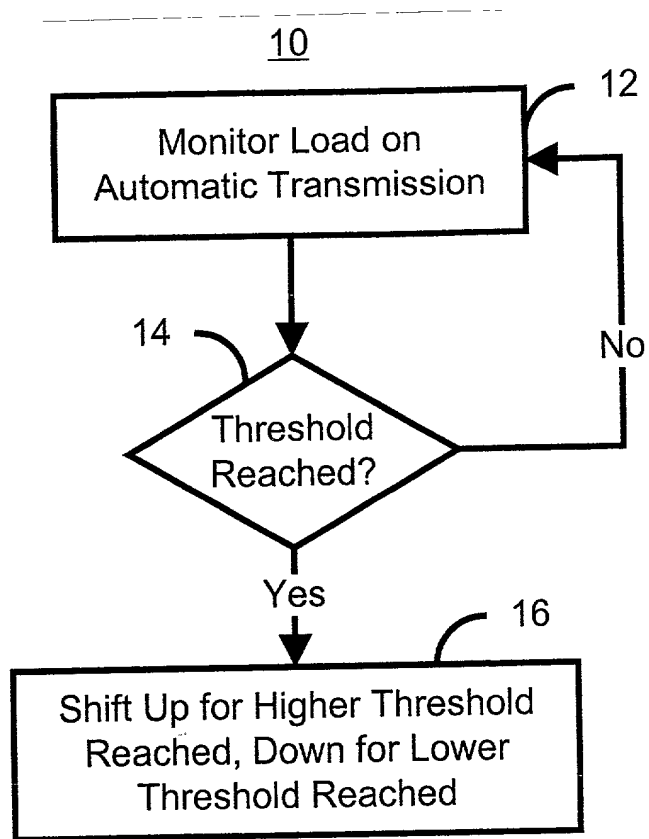 10
12
Monitor Load on
Automatic Transmission
14
No
Threshold
Reached?
Yes
16
Shift Up for Higher Threshold
Reached, Down for Lower
Threshold Reached